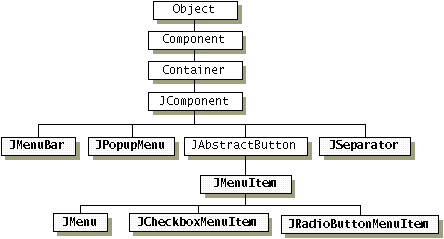 Object
Component
Container
JComponent
JMenuBar
JPopupMenu
JAbstractButton
JSeparator
JMenuItem
JMenu
JCheckboxMenuItem
JRadioButtonMenuItem